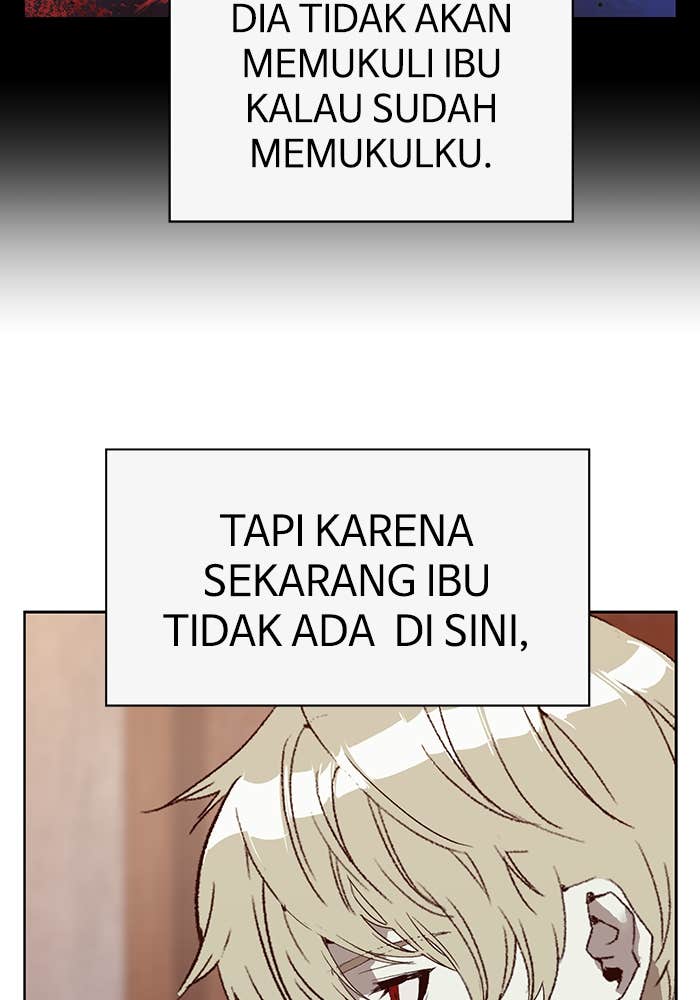 DIA TIDAK AKAN
MEMUKULI IBU
KALAU SUDAH
MEMUKULKU.
TAPI KARENA
SEKARANG IBU
TIDAK ADA DI SINI,